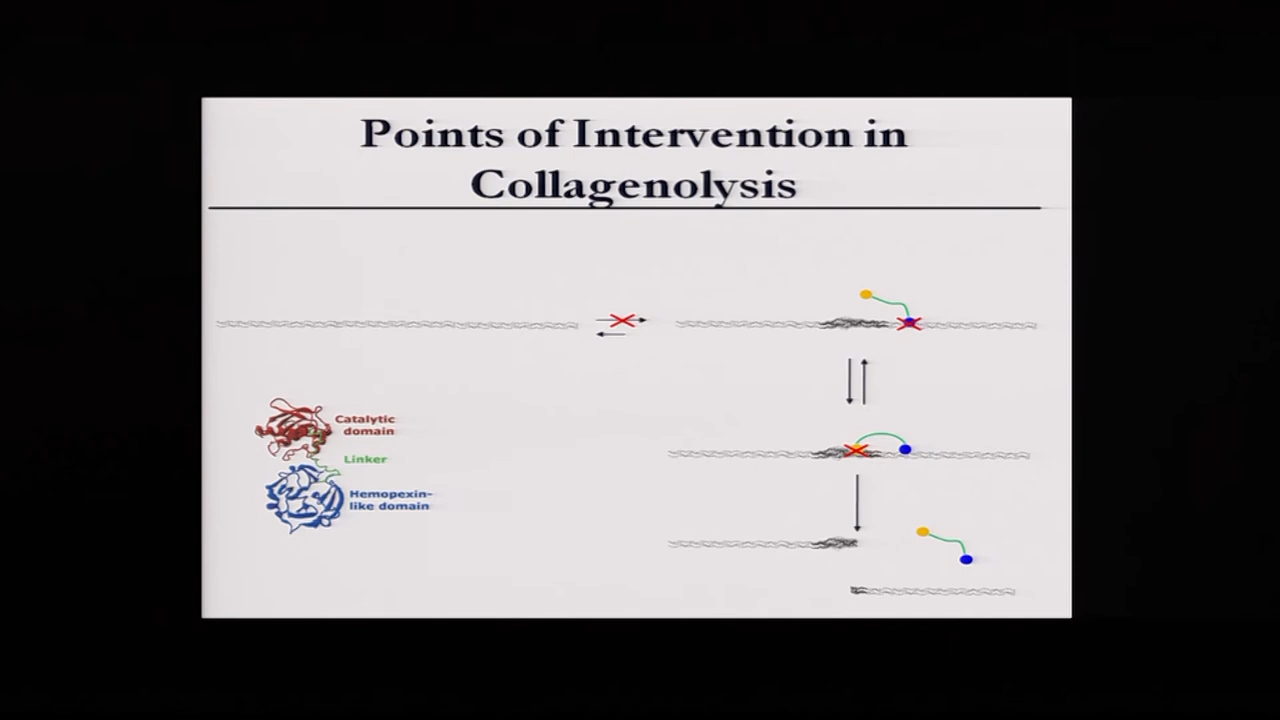 Points of Intervention in
Collagenolysis
Catalytic
domain
Linker
Hemopexin-
like domain